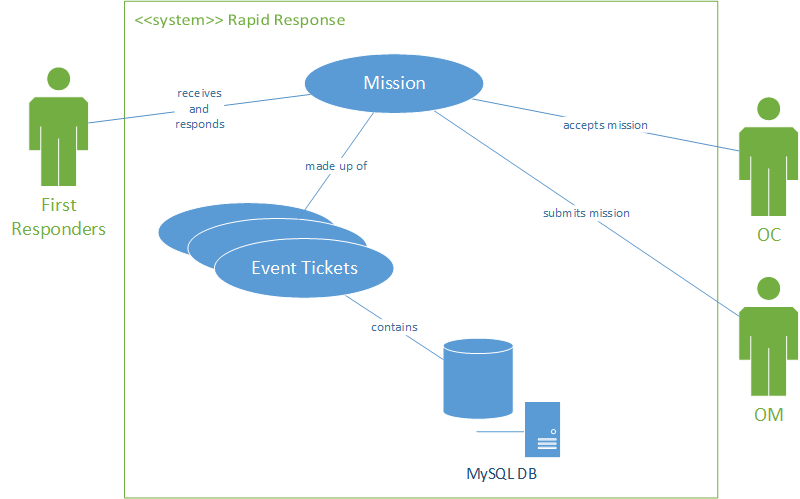 <<system>> Rapid Response
Mission
receives
and
responds
accepts mission
First
Responders
made up of
submits mission
OC
Event Tickets
contains
OM
MySQL DB